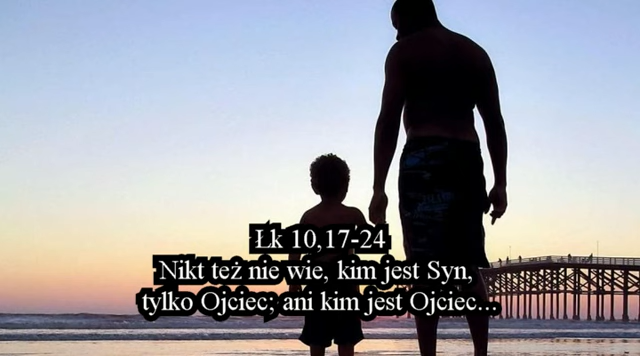 Łk 10,17-24
Nikt też nie wie, kim jest Syn,
tylko Ojciec; ani kim jest Ojciec...